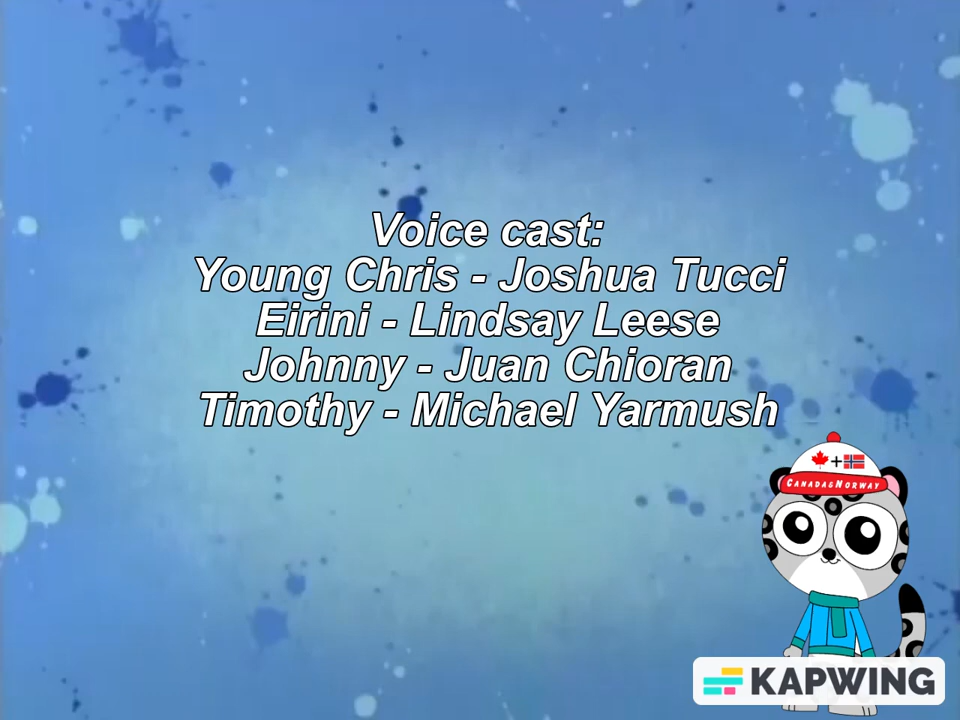 Voice cast:
Young Chris - Joshua Tucci
Eirini - Lindsay Leese
Johnny - Juan Chioran
Timothy - Michael Yarmush
+
CANADA&NORWAY
KAPWING